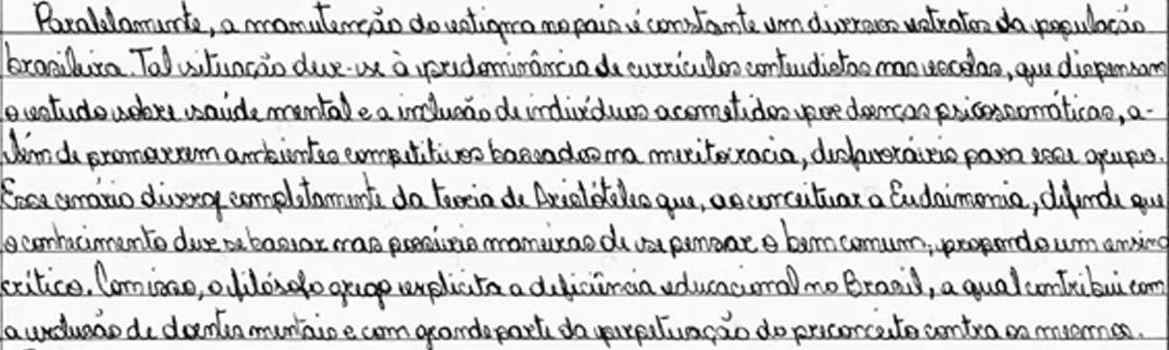 Paralelamente, a manutenção do estigma no país é constante em diversos estratos da população
brasileira. Tal situação deve-se à predominância de currículos conteudistas nas escolas, que dispensam
o estudo sobre saúde mental e a inclusão de indivíduos acometidos por doenças psicossomáticas, a-
lém de promoverem ambientes competitivos baseados na meritocracia, desfavoráveis para esse grupo.
Esse cenário diverge completamente da teoria de Aristóteles que, ao conceituar a Eudaimonia, defende que
o conhecimento deve se basear nas possíveis maneiras de se pensar o bem comum, propondo um ensino
crítico. Com isso, o filósofo grego explicita a deficiência educacional no Brasil, a qual contribui com
a exclusão de doentes mentais e com grande parte da perpetuação do preconceito contra os mesmos.